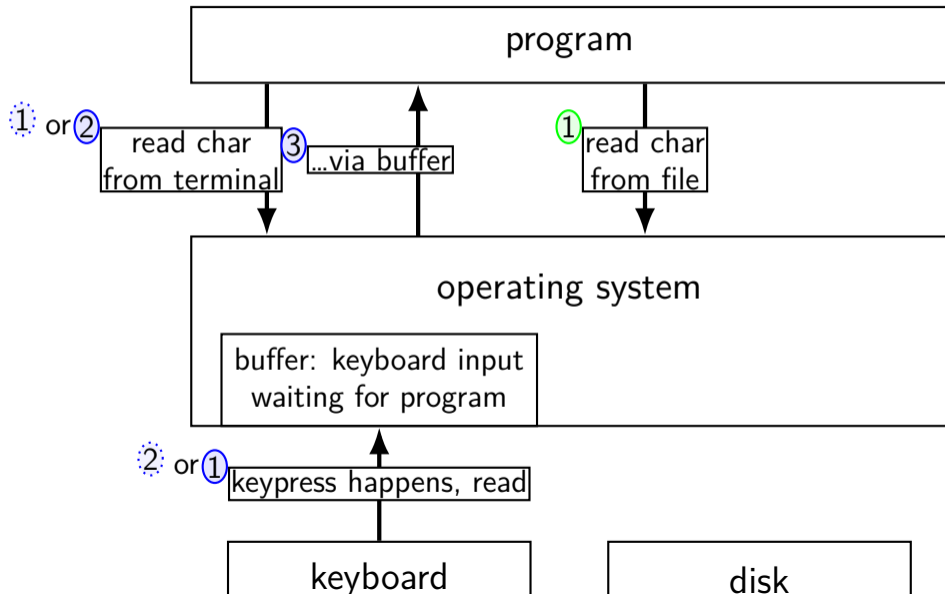 program
1 or 2
read char
from terminal
3
...via buffer
1
read char
from file
operating system
buffer: keyboard input
waiting for program
2 or 1
keypress happens, read
keyboard
disk